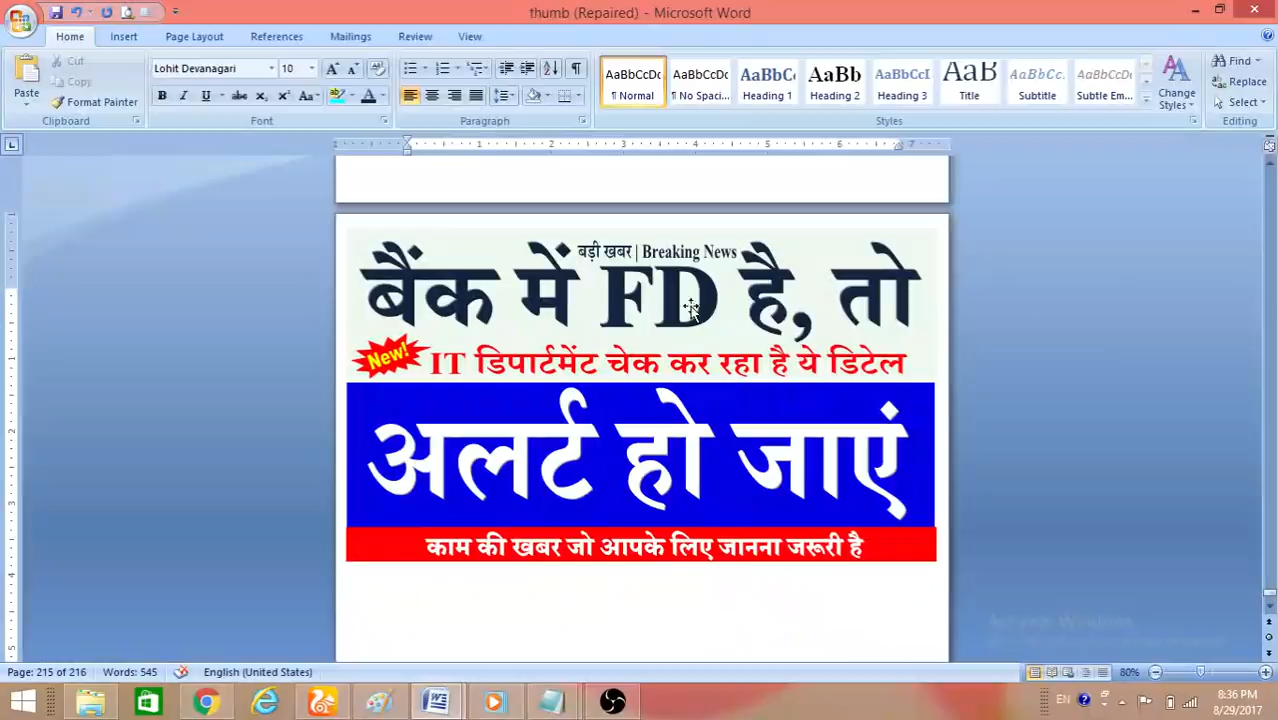 thumb (Repaired) - Microsoft Word
Home Insert Page Layout References Mailings Review View
Paste
Cut
Copy
Format Painter
Clipboard
Lohit Devanagari 10
Font
Paragraph
AaBbCcDc AaBbCcDc AaBbC AaBb AaBbCcI AaB AaBbCc. AaBbCcDc
¶ Normal ¶ No Spaci... Heading 1 Heading 2 Heading 3 Title Subtitle Subtle Em...
Change Styles
Styles
Find
Replace
Select
Editing
बड़ी खबर | Breaking News
बैंक में FD है, तो
New! IT डिपार्टमेंट चेक कर रहा है ये डिटेल
अलर्ट हो जाएं
काम की खबर जो आपके लिए जानना जरूरी है
Page: 215 of 216 Words: 545 English (United States) 80%
EN 8:36 PM
8/29/2017